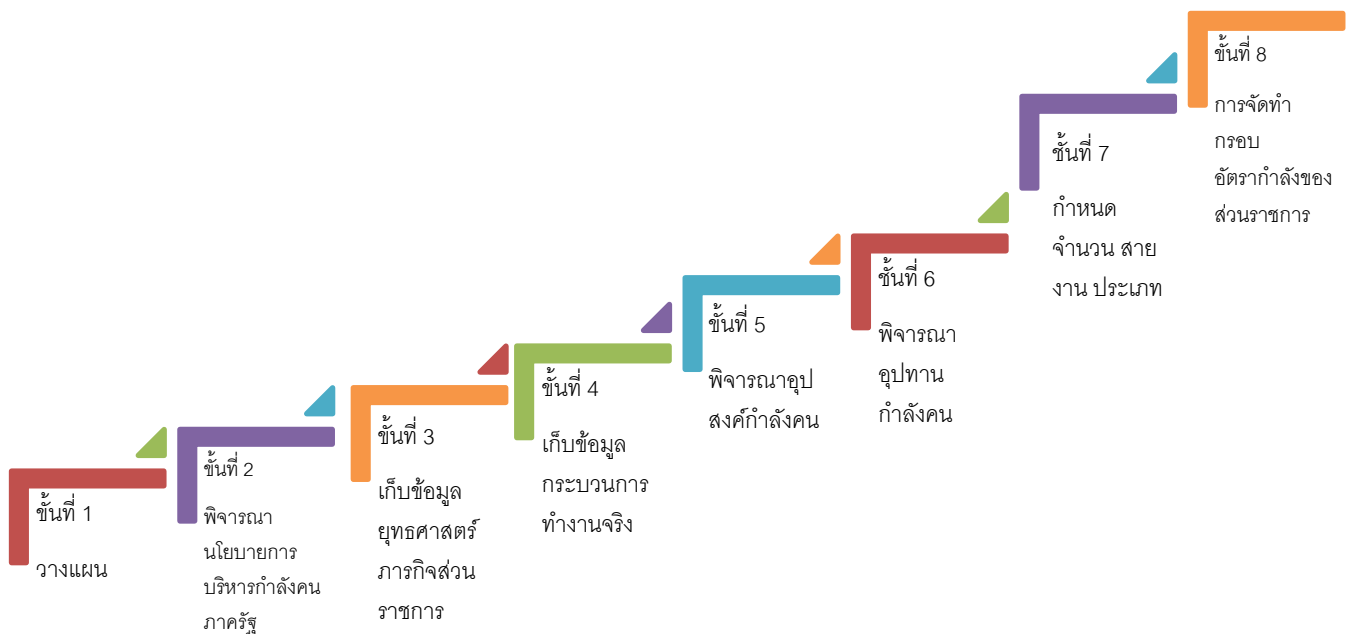 ขั้นที่ 1
วางแผน
ขั้นที่ 2
พิจารณา
นโยบายการ
บริหารกำลังคน
ภาครัฐ
ขั้นที่ 3
เก็บข้อมูล
ยุทธศาสตร์
ภารกิจส่วน
ราชการ
ขั้นที่ 4
เก็บข้อมูล
กระบวนการ
ทำงานจริง
ขั้นที่ 5
พิจารณาอุป
สงค์กำลังคน
ชั้นที่ 6
พิจารณา
อุปทาน
กำลังคน
ชั้นที่ 7
กำหนด
จำนวน สาย
งาน ประเภท
ขั้นที่ 8
การจัดทำ
กรอบ
อัตรากำลังของ
ส่วนราชการ